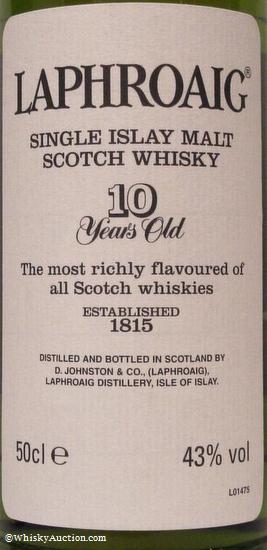 LAPHROAIG®
SINGLE ISLAY MALT
SCOTCH WHISKY
10
Years Old
The most richly flavoured of
all Scotch whiskies
ESTABLISHED
1815
DISTILLED AND BOTTLED IN SCOTLAND BY
D. JOHNSTON & CO., (LAPHROAIG),
LAPHROAIG DISTILLERY, ISLE OF ISLAY.
50cl e 43% vol
L01475
©WhiskyAuction.com